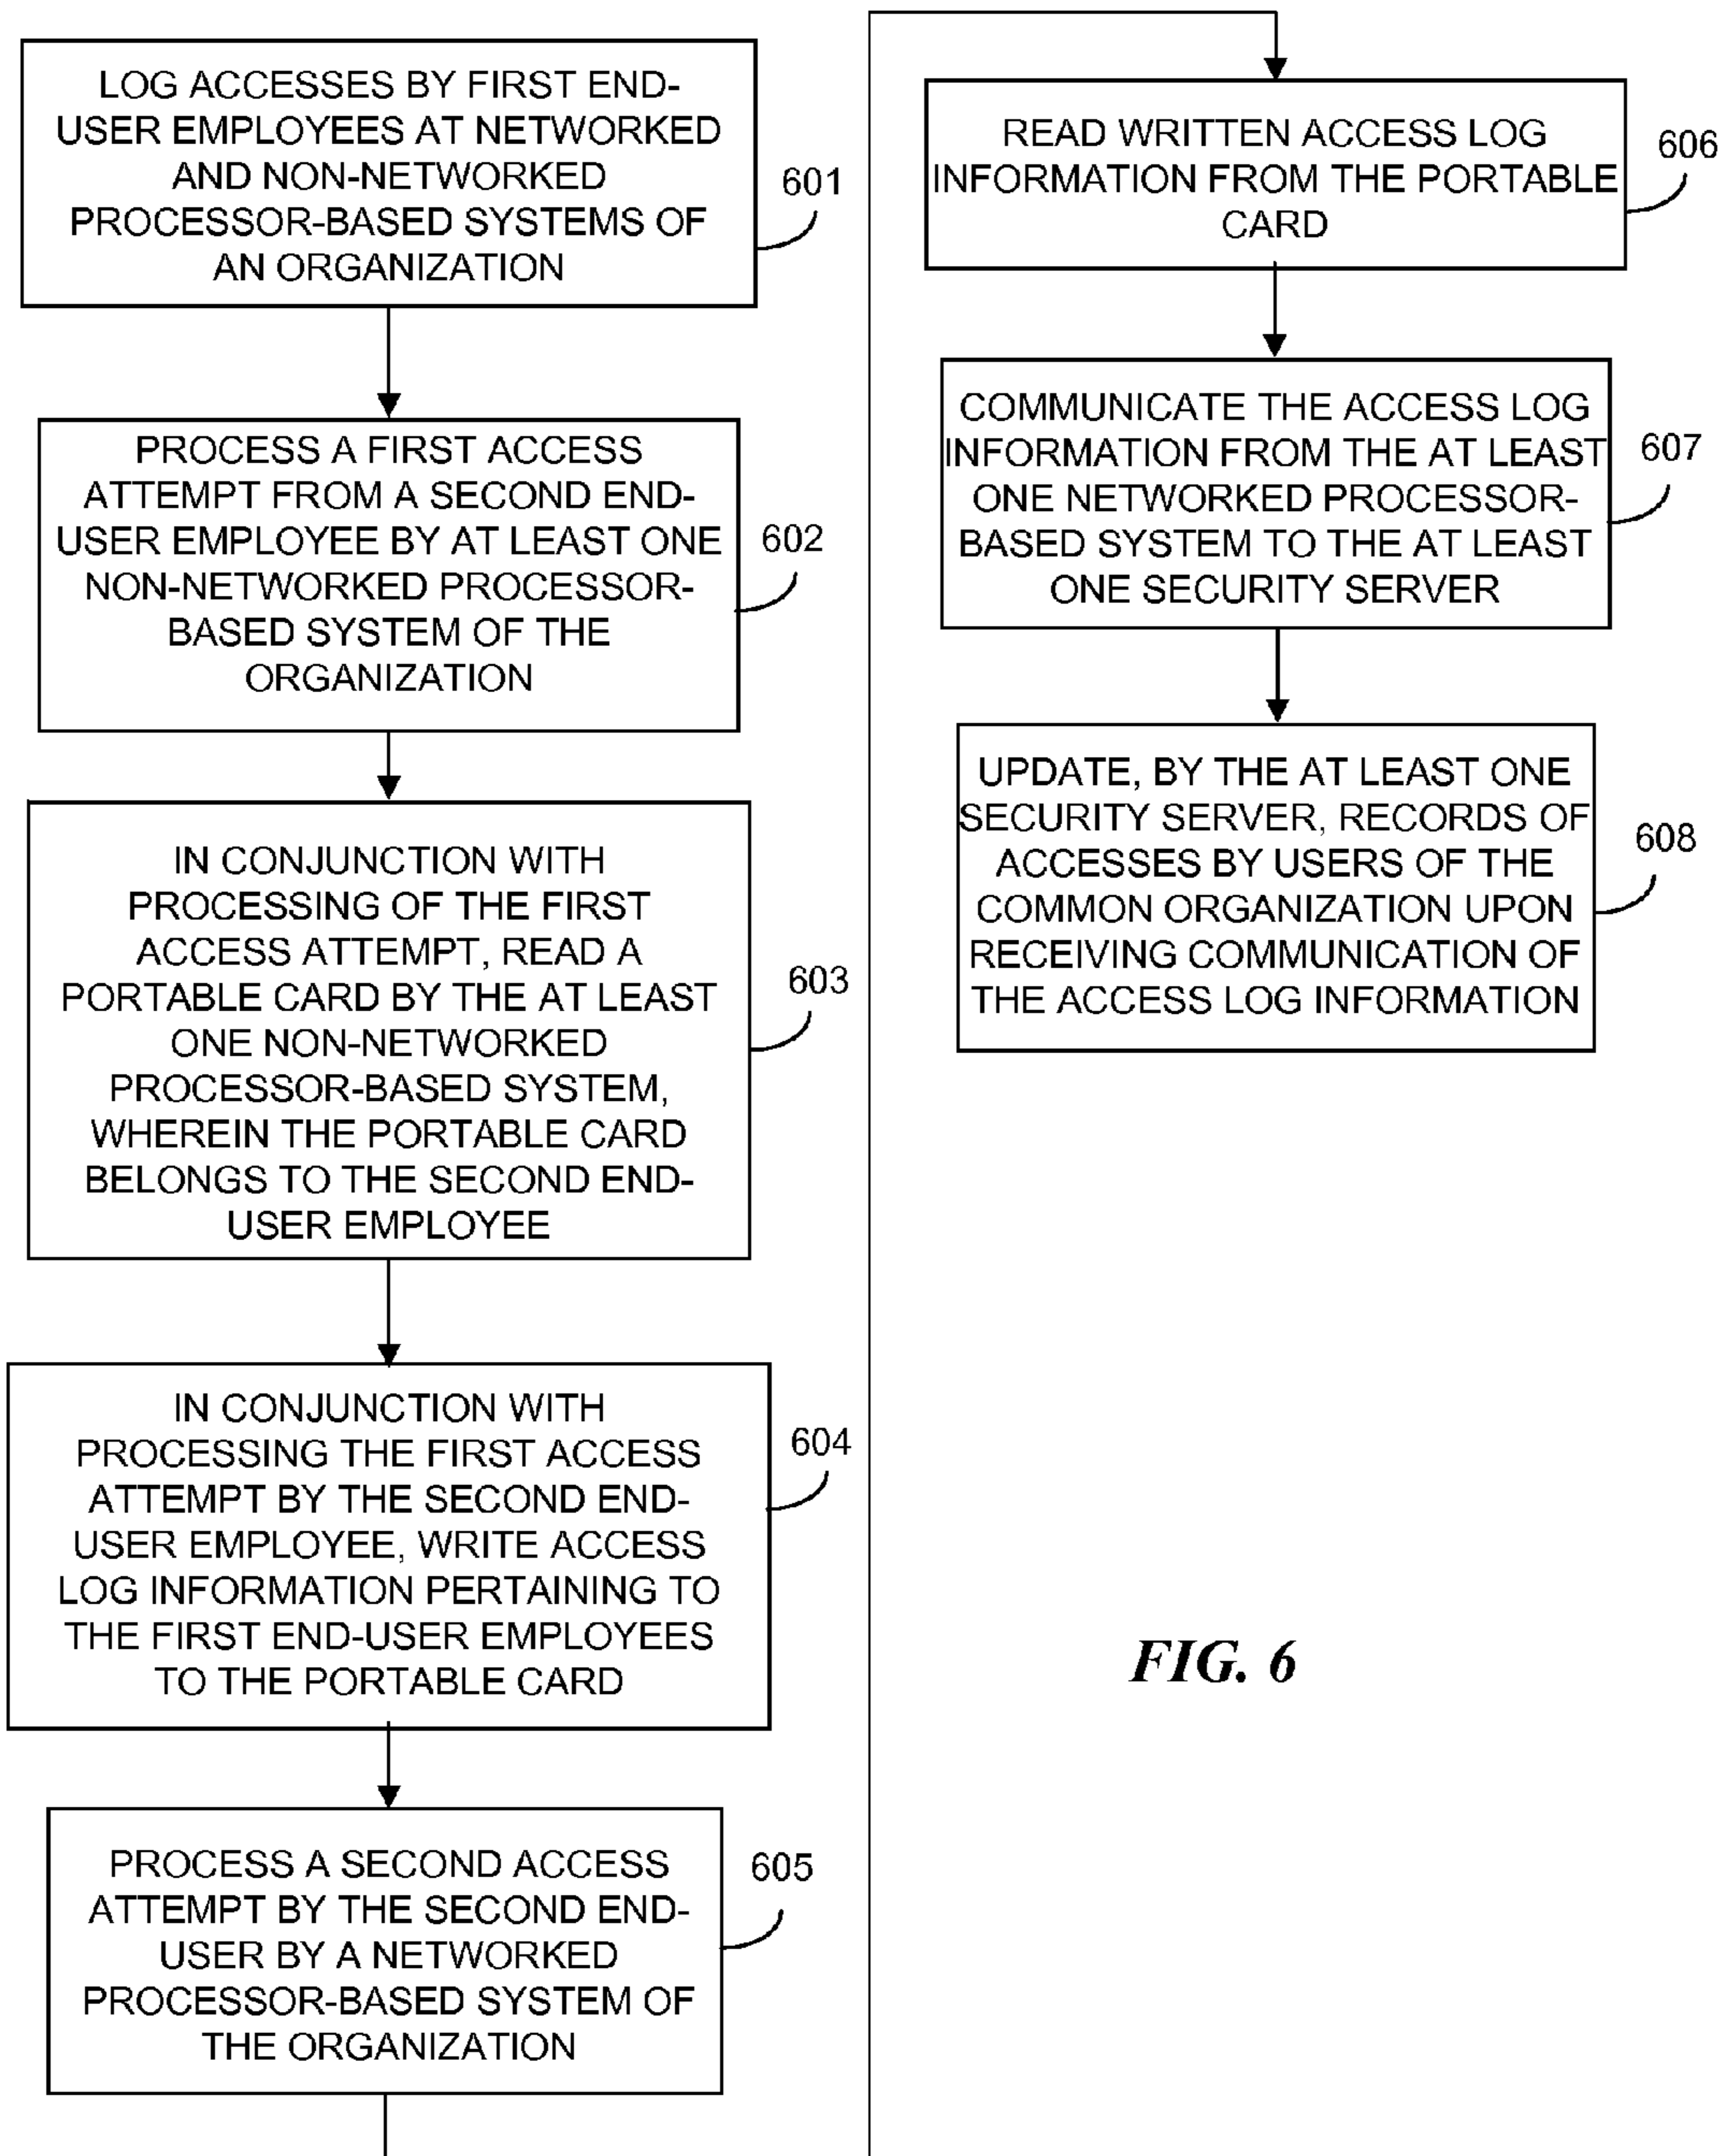 LOG ACCESSES BY FIRST END-
USER EMPLOYEES AT NETWORKED
AND NON-NETWORKED
PROCESSOR-BASED SYSTEMS OF
AN ORGANIZATION
601
PROCESS A FIRST ACCESS
ATTEMPT FROM A SECOND END-
USER EMPLOYEE BY AT LEAST ONE
NON-NETWORKED PROCESSOR-
BASED SYSTEM OF THE
ORGANIZATION
602
IN CONJUNCTION WITH
PROCESSING OF THE FIRST
ACCESS ATTEMPT, READ A
PORTABLE CARD BY THE AT LEAST
ONE NON-NETWORKED
PROCESSOR-BASED SYSTEM,
WHEREIN THE PORTABLE CARD
BELONGS TO THE SECOND END-
USER EMPLOYEE
603
IN CONJUNCTION WITH
PROCESSING THE FIRST ACCESS
ATTEMPT BY THE SECOND END-
USER EMPLOYEE, WRITE ACCESS
LOG INFORMATION PERTAINING TO
THE FIRST END-USER EMPLOYEES
TO THE PORTABLE CARD
604
PROCESS A SECOND ACCESS
ATTEMPT BY THE SECOND END-
USER BY A NETWORKED
PROCESSOR-BASED SYSTEM OF
THE ORGANIZATION
605
READ WRITTEN ACCESS LOG
INFORMATION FROM THE PORTABLE
CARD
606
COMMUNICATE THE ACCESS LOG
INFORMATION FROM THE AT LEAST
ONE NETWORKED PROCESSOR-
BASED SYSTEM TO THE AT LEAST
ONE SECURITY SERVER
607
UPDATE, BY THE AT LEAST ONE
SECURITY SERVER, RECORDS OF
ACCESSES BY USERS OF THE
COMMON ORGANIZATION UPON
RECEIVING COMMUNICATION OF
THE ACCESS LOG INFORMATION
608
FIG. 6